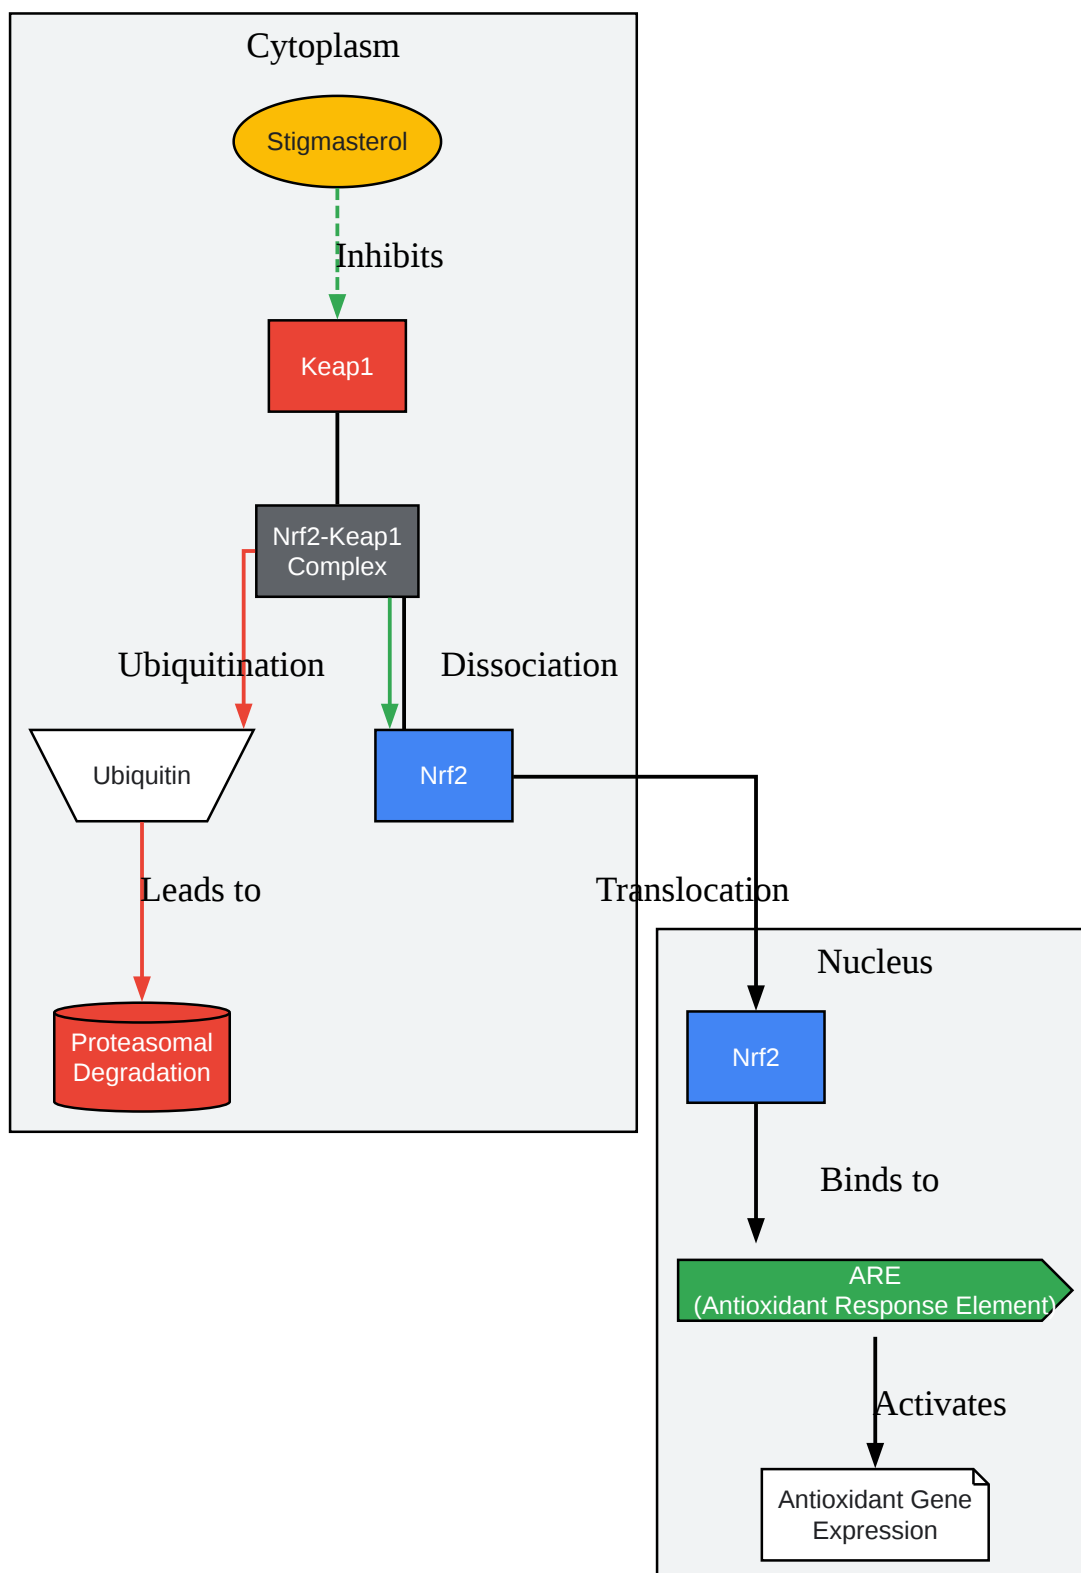 Cytoplasm
Stigmasterol
Inhibits
Keap1
Nrf2-Keap1
Complex
Ubiquitination
Dissociation
Ubiquitin
Nrf2
Leads to
Translocation
Proteasomal
Degradation
Nucleus
Nrf2
Binds to
ARE
(Antioxidant Response Element)
Activates
Antioxidant Gene
Expression